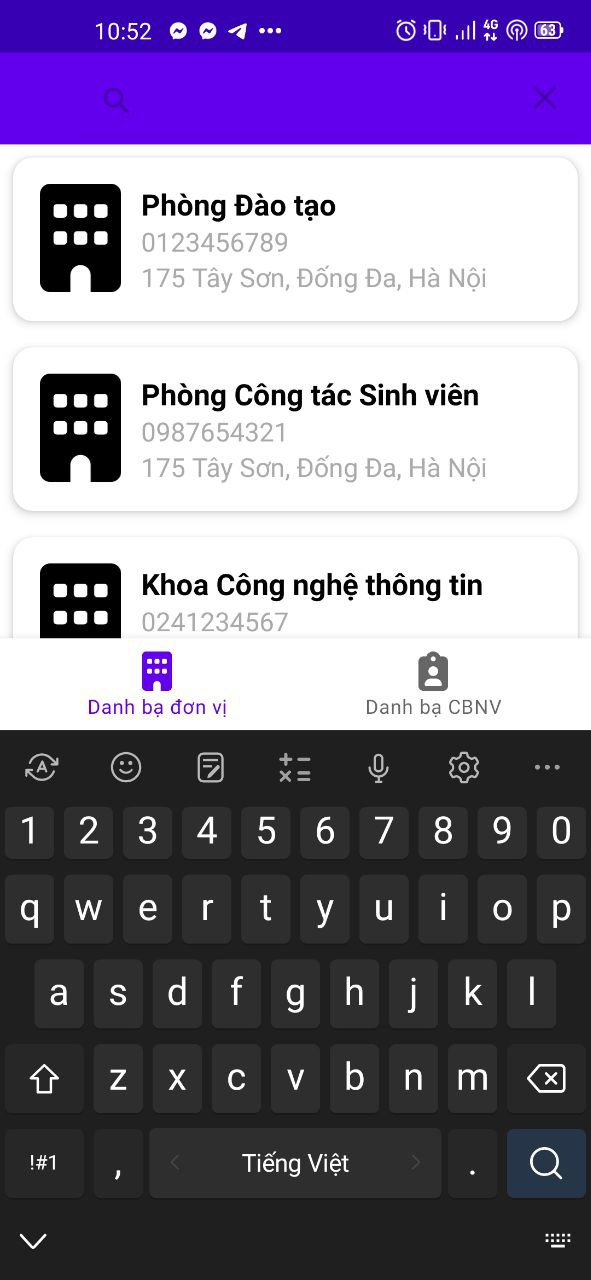 10:52 4G 63
Phòng Đào tạo
0123456789
175 Tây Sơn, Đống Đa, Hà Nội
Phòng Công tác Sinh viên
0987654321
175 Tây Sơn, Đống Đa, Hà Nội
Khoa Công nghệ thông tin
0241234567
Danh bạ đơn vị Danh bạ CBNV
1 2 3 4 5 6 7 8 9 0
q w e r t y u i o p
a s d f g h j k l
z x c v b n m
!#1 , Tiếng Việt .